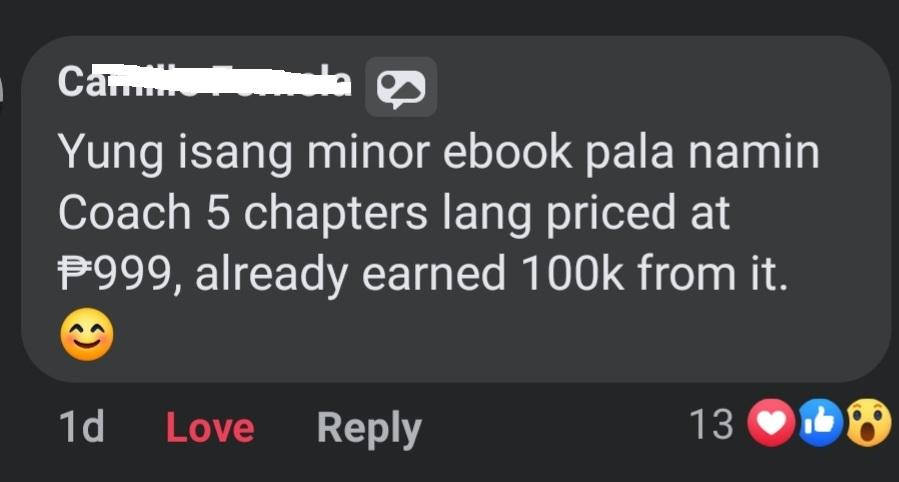 Yung isang minor ebook pala namin
Coach 5 chapters lang priced at
₱999, already earned 100k from it.
1d Love Reply 13